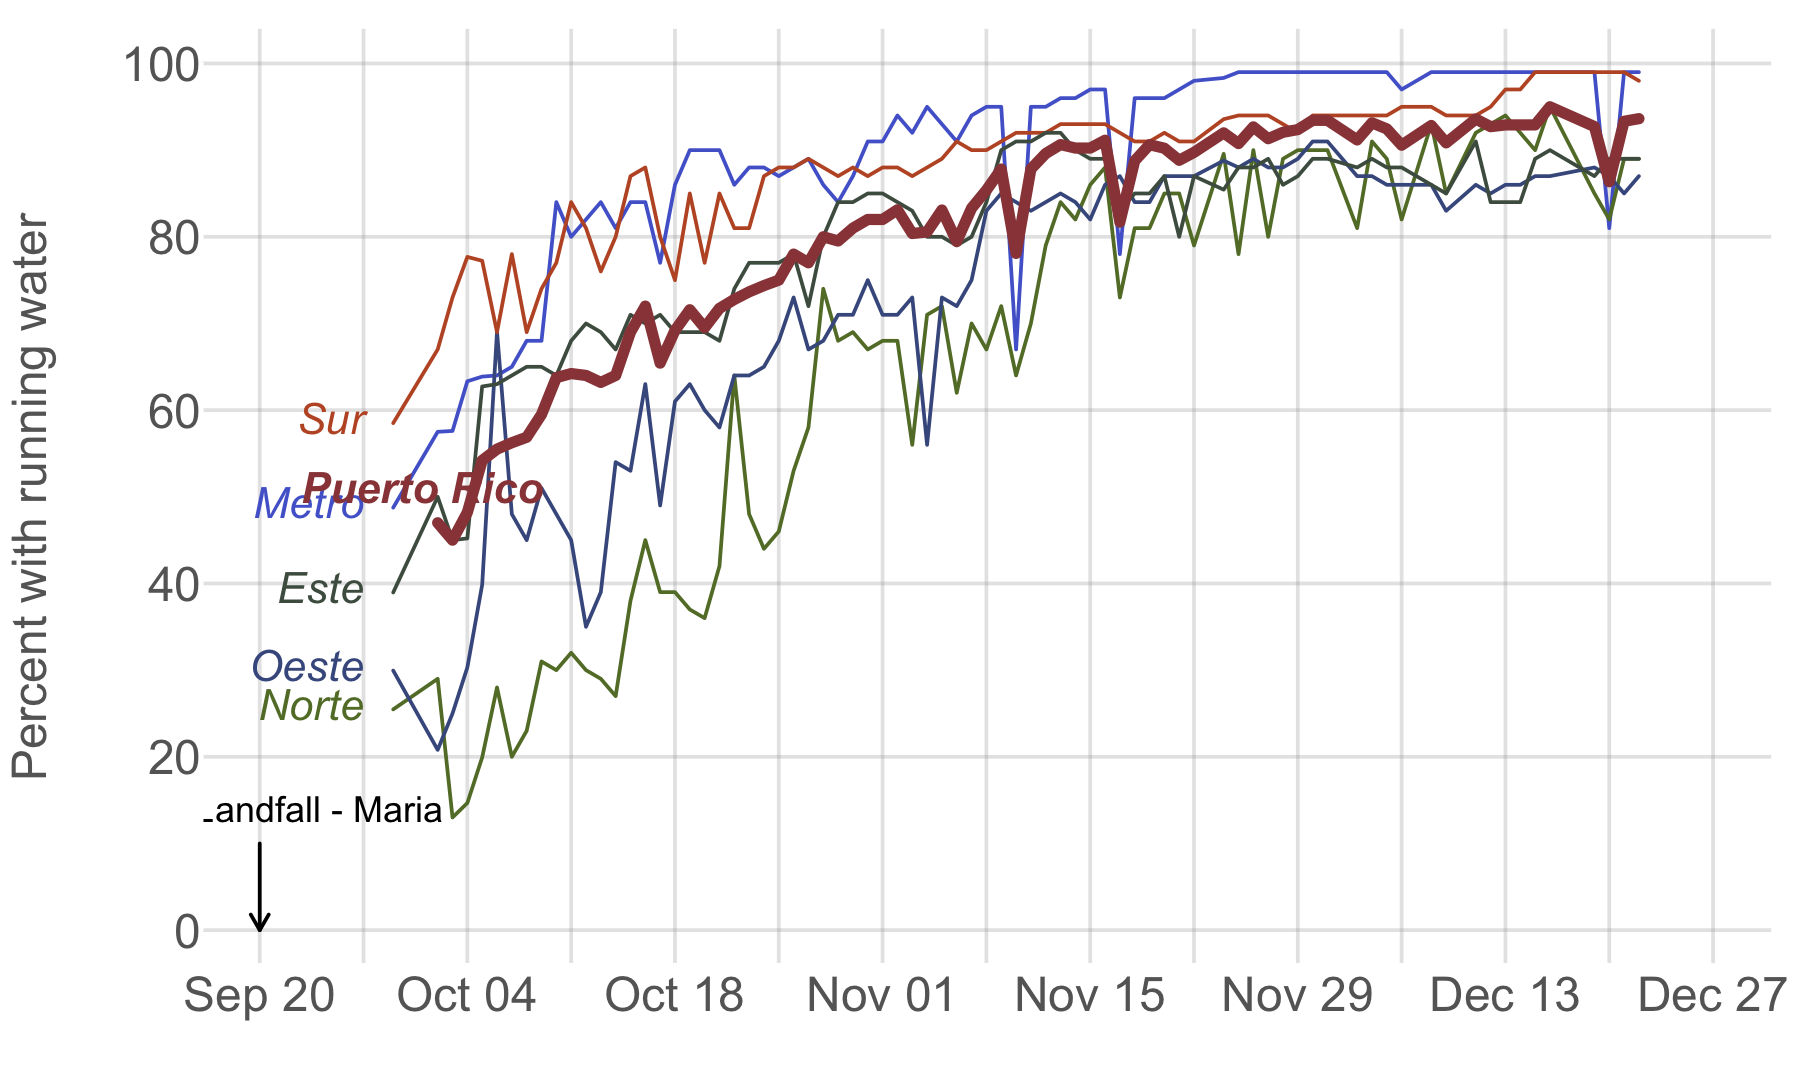 Percent with running water
100
80
60
40
20
0
Sur
Puerto Rico
Metro
Este
Oeste
Norte
Landfall - Maria
Sep 20
Oct 04
Oct 18
Nov 01
Nov 15
Nov 29
Dec 13
Dec 27